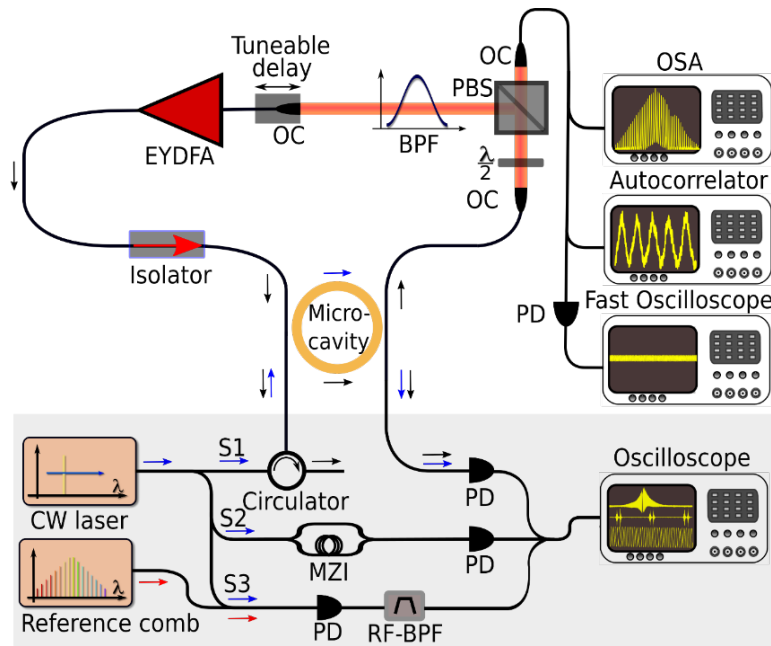 Tuneable
delay
OC
OSA
PBS
EYDFA
OC
BPF
λ
2
OC
Autocorrelator
Isolator
Micro-
cavity
PD
Fast Oscilloscope
λ
S1
CW laser
Circulator
PD
Oscilloscope
S2
MZI
PD
λ
S3
Reference comb
PD
RF-BPF